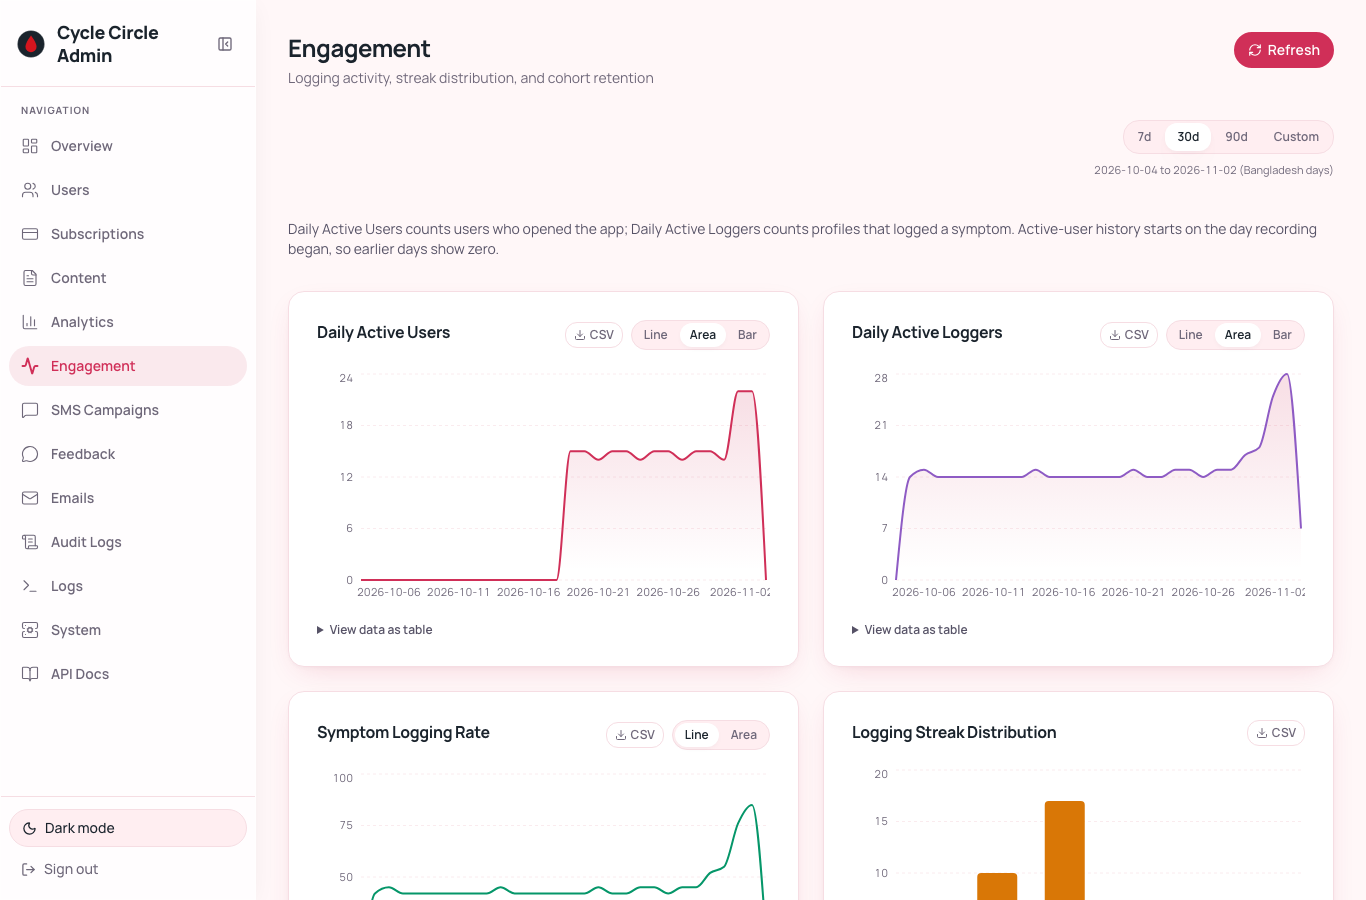 Cycle Circle
Admin
NAVIGATION
Overview
Users
Subscriptions
Content
Analytics
Engagement
SMS Campaigns
Feedback
Emails
Audit Logs
Logs
System
API Docs
Dark mode
Sign out
Engagement
Logging activity, streak distribution, and cohort retention
Refresh
7d 30d 90d Custom
2026-10-04 to 2026-11-02 (Bangladesh days)
Daily Active Users counts users who opened the app; Daily Active Loggers counts profiles that logged a symptom. Active-user history starts on the day recording
began, so earlier days show zero.
Daily Active Users
CSV
Line Area Bar
24
18
12
6
0
2026-10-06 2026-10-11 2026-10-16 2026-10-21 2026-10-26 2026-11-02
View data as table
Daily Active Loggers
CSV
Line Area Bar
28
21
14
7
0
2026-10-06 2026-10-11 2026-10-16 2026-10-21 2026-10-26 2026-11-02
View data as table
Symptom Logging Rate
CSV
Line Area
100
75
50
Logging Streak Distribution
CSV
20
15
10